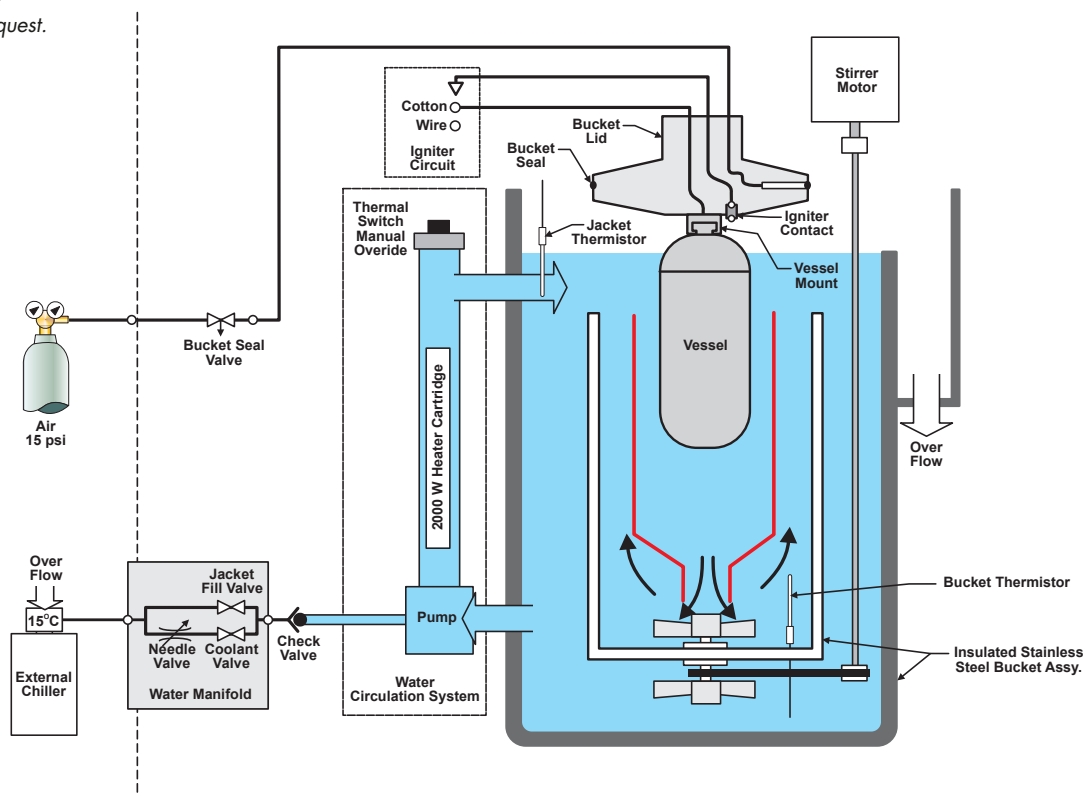 quest.
Stirrer
Motor
Cotton
Wire
Igniter
Circuit
Bucket
Lid
Bucket
Seal
Thermal
Switch
Manual
Overide
Jacket
Thermistor
Igniter
Contact
Vessel
Mount
Bucket Seal
Valve
Vessel
2000 W Heater Cartridge
Air
15 psi
Over
Flow
Over
Flow
Jacket
Fill Valve
15°C
Needle
Valve
Coolant
Valve
Check
Valve
Pump
Bucket Thermistor
External
Chiller
Water Manifold
Water
Circulation System
Insulated Stainless
Steel Bucket Assy.